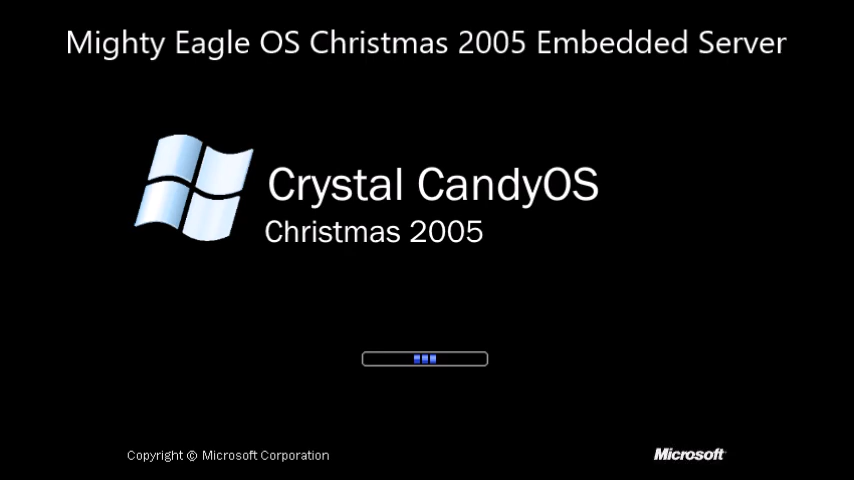 Mighty Eagle OS Christmas 2005 Embedded Server
Crystal CandyOS
Christmas 2005
Copyright © Microsoft Corporation
Microsoft